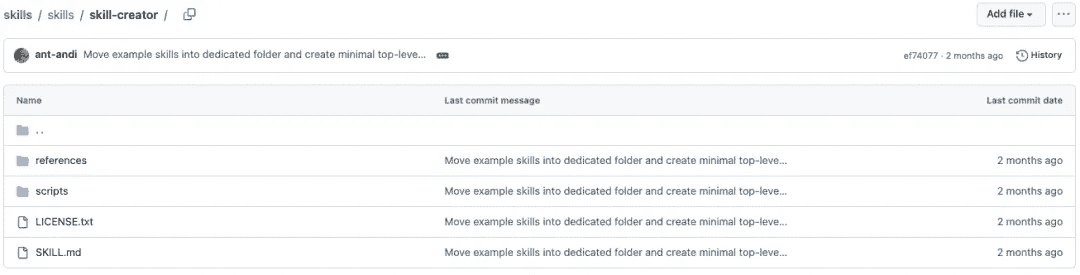 skills / skills / skill-creator /
Add file
ant-andi Move example skills into dedicated folder and create minimal top-leve...
ef74077 · 2 months ago History
Name Last commit message Last commit date
..
references Move example skills into dedicated folder and create minimal top-leve... 2 months ago
scripts Move example skills into dedicated folder and create minimal top-leve... 2 months ago
LICENSE.txt Move example skills into dedicated folder and create minimal top-leve... 2 months ago
SKILL.md Move example skills into dedicated folder and create minimal top-leve... 2 months ago